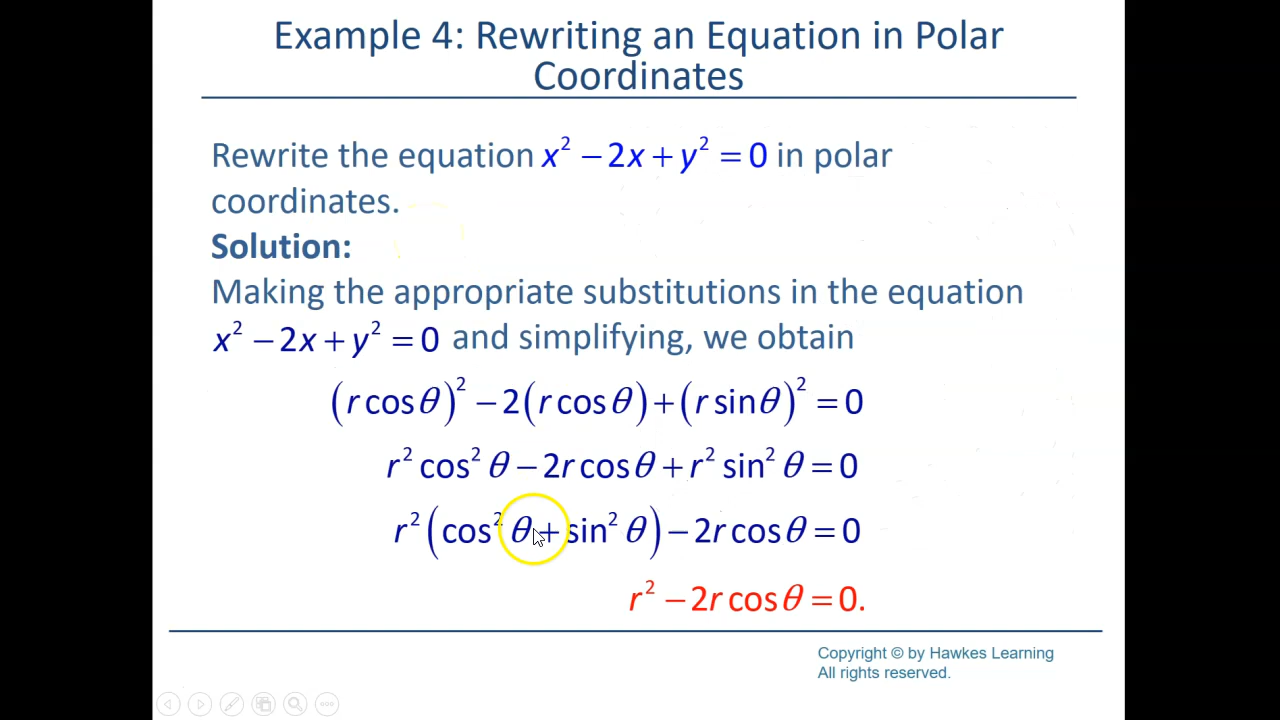 Example 4: Rewriting an Equation in Polar
Coordinates
Rewrite the equation x² − 2x + y² = 0 in polar
coordinates.
Solution:
Making the appropriate substitutions in the equation
x² − 2x + y² = 0 and simplifying, we obtain
(r cos θ)² − 2(r cos θ) + (r sin θ)² = 0
r² cos² θ − 2r cos θ + r² sin² θ = 0
r² (cos² θ + sin² θ) − 2r cos θ = 0
r² − 2r cos θ = 0.
Copyright © by Hawkes Learning
All rights reserved.